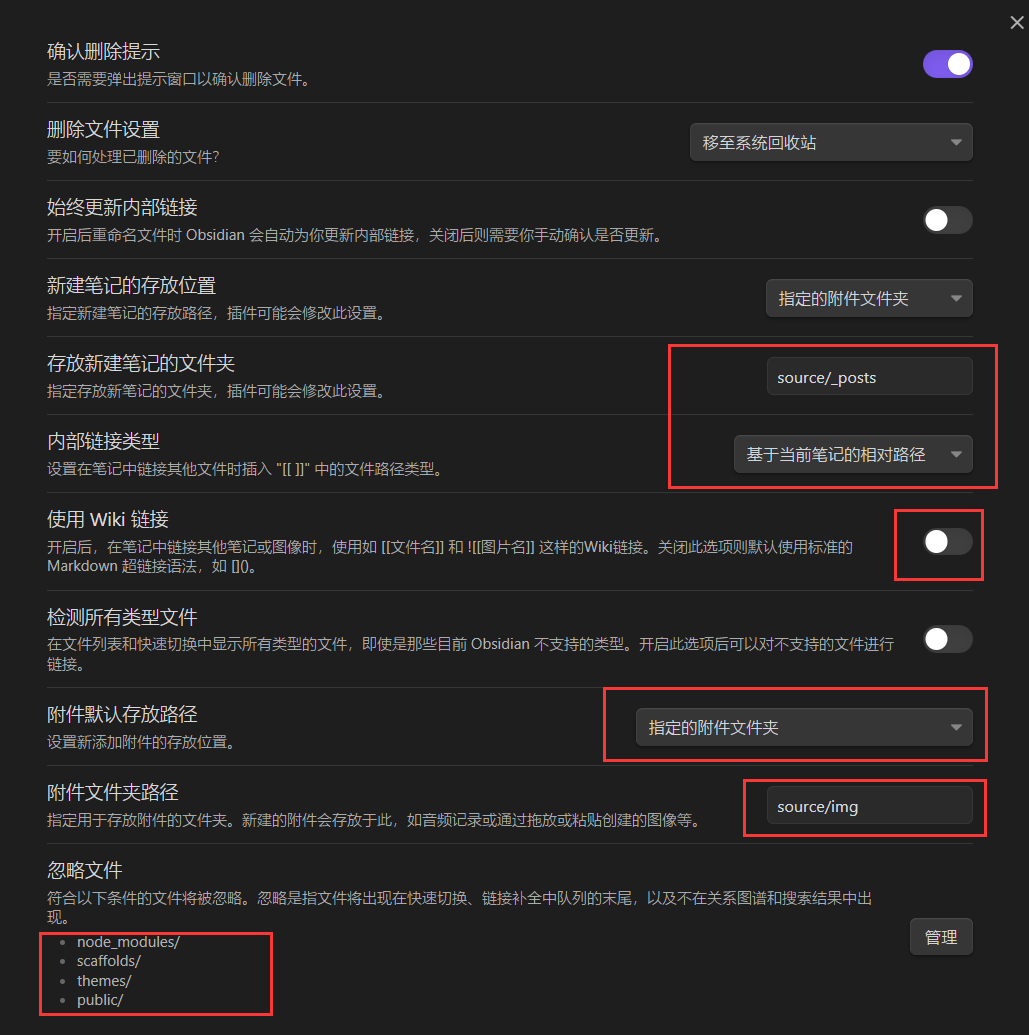 确认删除提示
是否需要弹出提示窗口以确认删除文件。
删除文件设置
移至系统回收站
要如何处理已删除的文件？
始终更新内部链接
开启后重命名文件时 Obsidian 会自动为你更新内部链接，关闭后则需要你手动确认是否更新。
新建笔记的存放位置
指定的附件文件夹
指定新建笔记的存放路径，插件可能会修改此设置。
存放新建笔记的文件夹
source/_posts
指定存放新笔记的文件夹，插件可能会修改此设置。
内部链接类型
基于当前笔记的相对路径
设置在笔记中链接其他文件时插入 "[[ ]]" 中的文件路径类型。
使用 Wiki 链接
开启后，在笔记中链接其他笔记或图像时，使用如 [[文件名]] 和 ![[图片名]] 这样的Wiki链接。关闭此选项则默认使用标准的
Markdown 超链接语法，如 []()。
检测所有类型文件
在文件列表和快速切换中显示所有类型的文件，即使是那些目前 Obsidian 不支持的类型。开启此选项后可以对不支持的文件进行
链接。
附件默认存放路径
指定的附件文件夹
设置新添加附件的存放位置。
附件文件夹路径
source/img
指定用于存放附件的文件夹。新建的附件会存放于此，如音频记录或通过拖放或粘贴创建的图像等。
忽略文件
符合以下条件的文件将被忽略。忽略是指文件将出现在快速切换、链接补全中队列的末尾，以及不在关系图谱和搜索结果中出
现。
管理
node_modules/
scaffolds/
themes/
public/